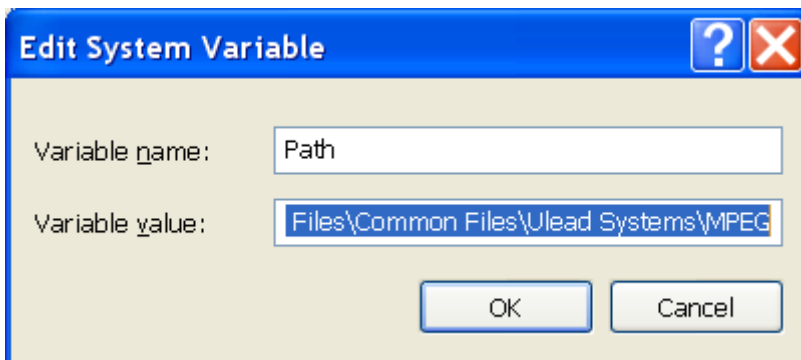 Edit System Variable
Variable name: Path
Variable value: Files\Common Files\Ulead Systems\MPEG
OK Cancel